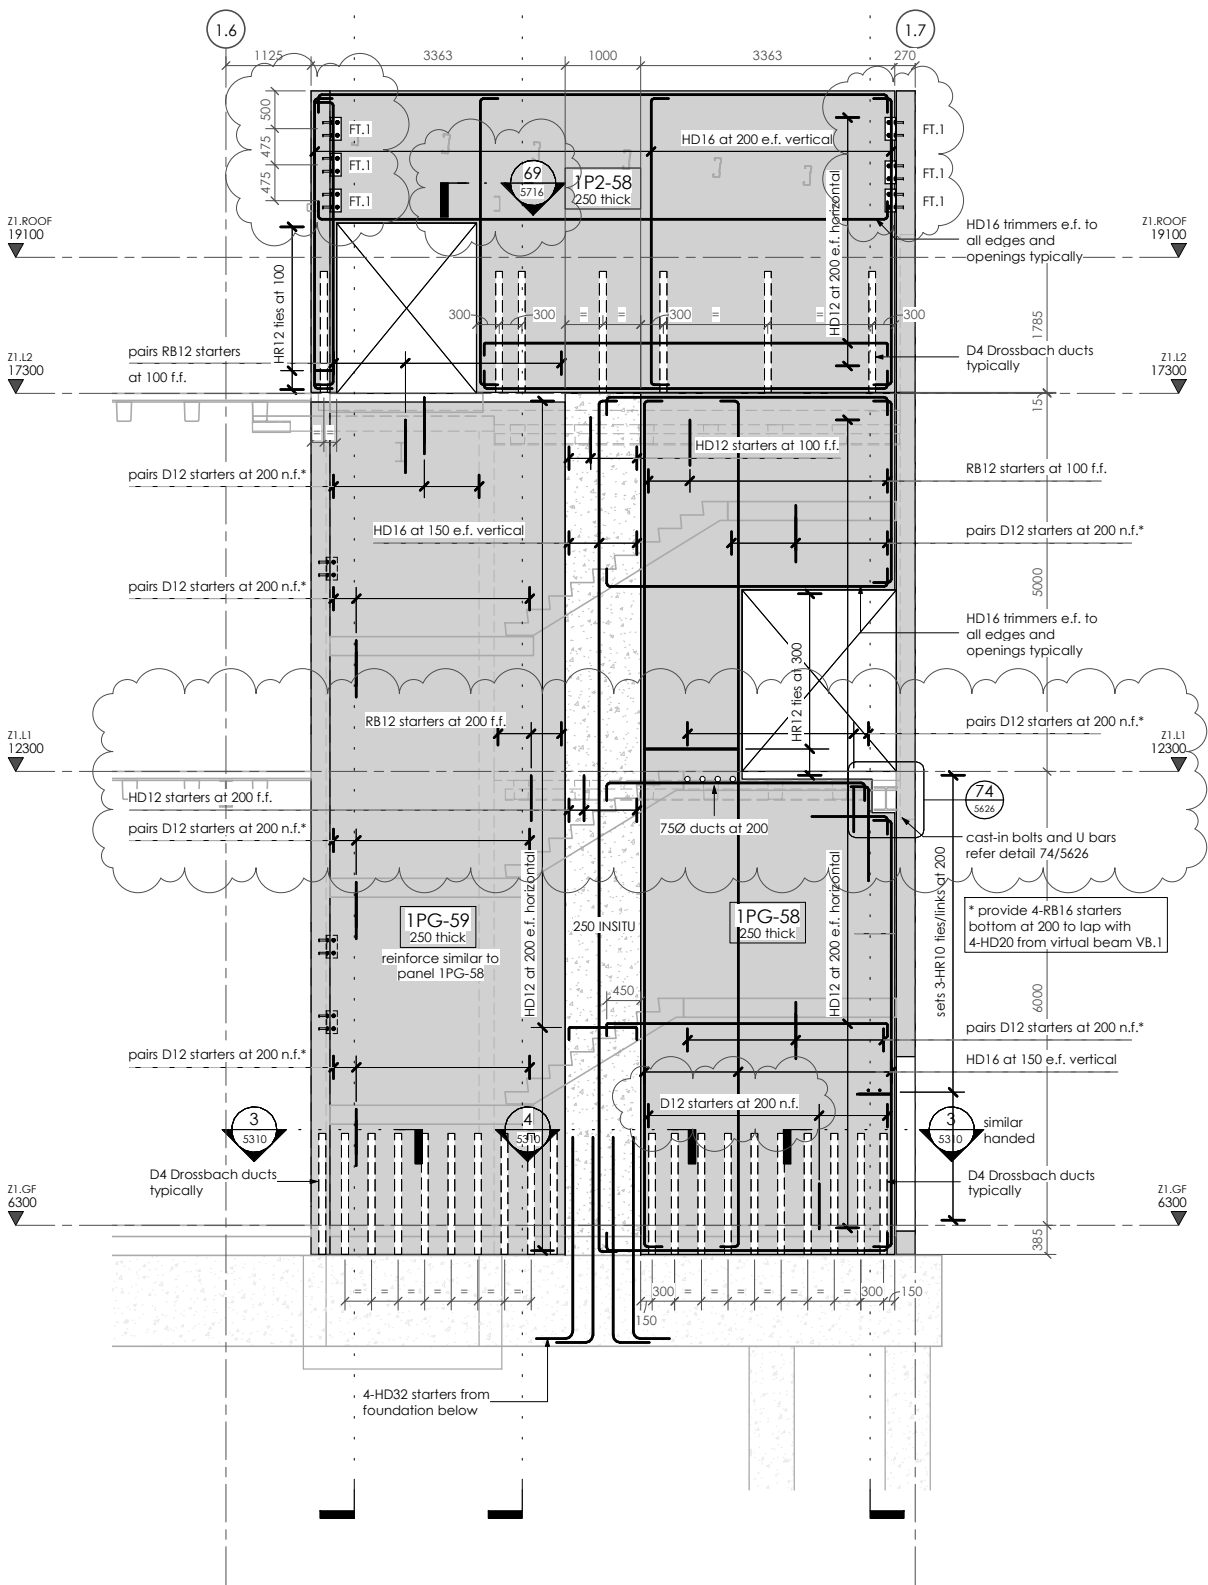 1.6
1.7
1125
3363
1000
3363
270
500
475
475
FT.1
FT.1
FT.1
FT.1
FT.1
FT.1
HD16 at 200 e.f. vertical
69
5716
1P2-58
250 thick
HD12 at 200 e.f. horizontal
Z1.ROOF
19100
Z1.ROOF
19100
HD16 trimmers e.f. to
all edges and
openings typically
HR12 ties at 100
300
300
=
=
300
=
=
300
1785
pairs RB12 starters
at 100 f.f.
D4 Drossbach ducts
typically
Z1.L2
17300
Z1.L2
17300
15
=
=
HD12 starters at 100 f.f.
pairs D12 starters at 200 n.f.*
RB12 starters at 100 f.f.
HD16 at 150 e.f. vertical
pairs D12 starters at 200 n.f.*
pairs D12 starters at 200 n.f.*
5000
HD16 trimmers e.f. to
all edges and
openings typically
HR12 ties at 300
RB12 starters at 200 f.f.
pairs D12 starters at 200 n.f.*
Z1.L1
12300
Z1.L1
12300
HD12 starters at 200 f.f.
74
5626
75Ø ducts at 200
pairs D12 starters at 200 n.f.*
cast-in bolts and U bars
refer detail 74/5626
HD12 at 200 e.f. horizontal
HD12 at 200 e.f. horizontal
sets 3-HR10 ties/links at 200
1PG-59
250 thick
reinforce similar to
panel 1PG-58
250 INSITU
1PG-58
250 thick
* provide 4-RB16 starters
bottom at 200 to lap with
4-HD20 from virtual beam VB.1
450
6000
pairs D12 starters at 200 n.f.*
pairs D12 starters at 200 n.f.*
HD16 at 150 e.f. vertical
D12 starters at 200 n.f.
3
5310
4
5310
3
5310
similar
handed
D4 Drossbach ducts
typically
D4 Drossbach ducts
typically
Z1.GF
6300
Z1.GF
6300
385
=
=
=
=
=
=
=
300
=
=
=
=
=
=
=
300
150
150
4-HD32 starters from
foundation below